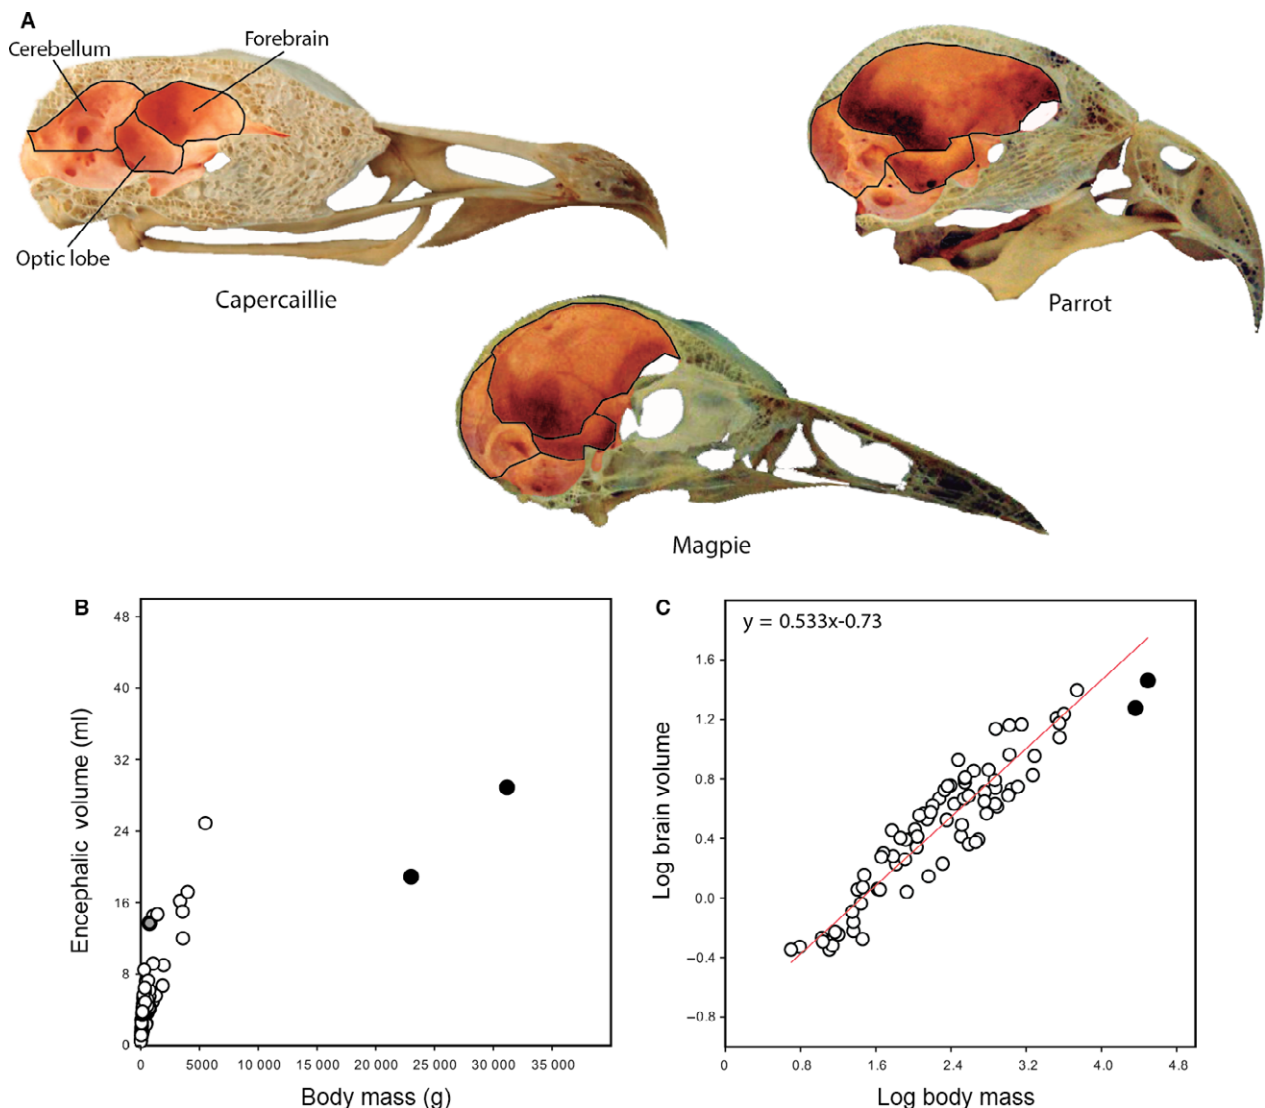 A
Cerebellum
Forebrain
Optic lobe
Capercaillie
Parrot
Magpie
B
48
40
32
24
16
8
0
Encephalic volume (ml)
0 5000 10 000 15 000 20 000 25 000 30 000 35 000
Body mass (g)
C
y = 0.533x-0.73
1.6
1.2
0.8
0.4
0.0
−0.4
−0.8
Log brain volume
0 0.8 1.6 2.4 3.2 4.0 4.8
Log body mass